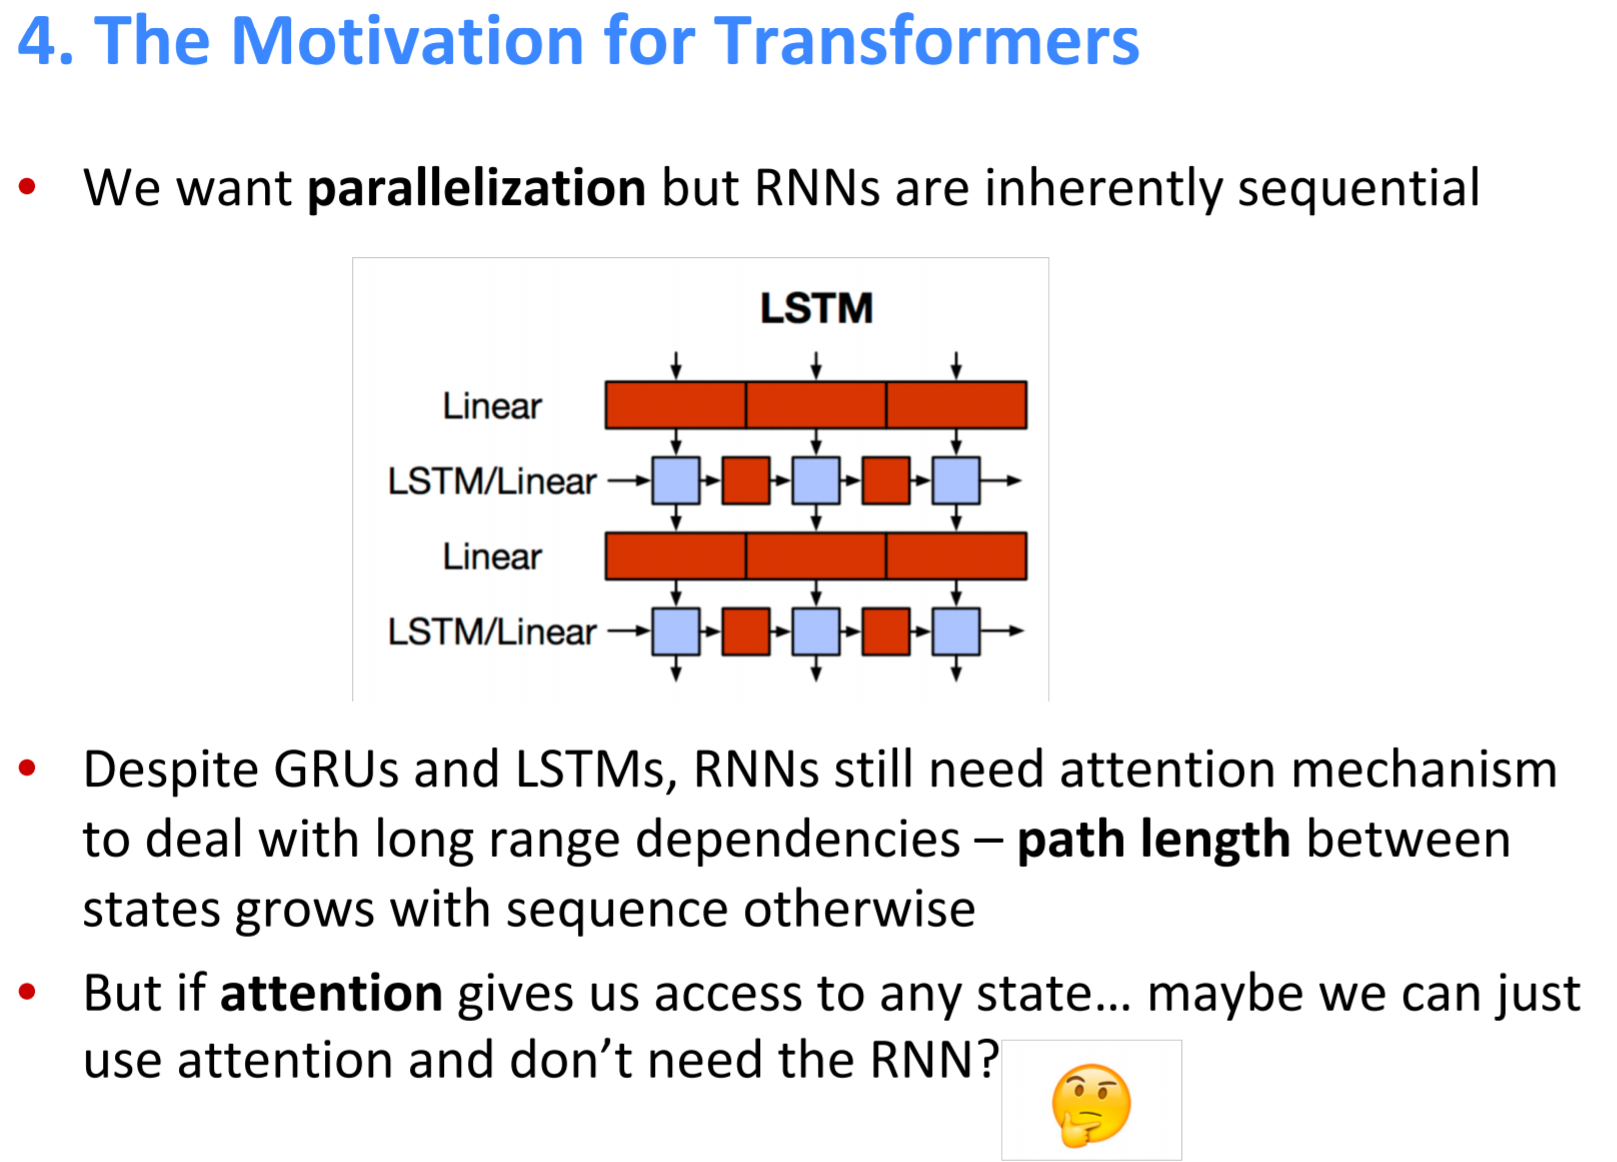 4. The Motivation for Transformers
• We want parallelization but RNNs are inherently sequential
LSTM
Linear
LSTM/Linear
Linear
LSTM/Linear
• Despite GRUs and LSTMs, RNNs still need attention mechanism
to deal with long range dependencies – path length between
states grows with sequence otherwise
• But if attention gives us access to any state… maybe we can just
use attention and don’t need the RNN?